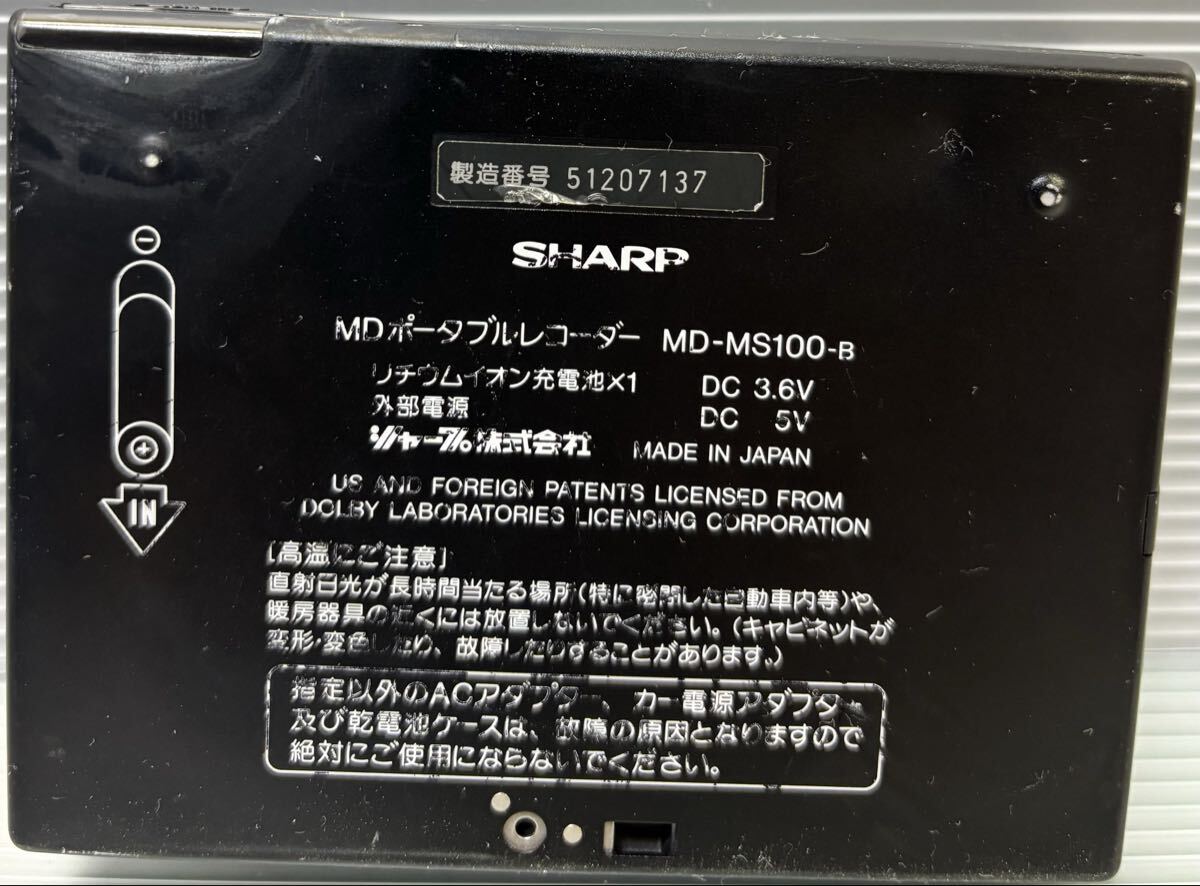 製造番号 51207137
SHARP
MDポータブルレコーダー MD-MS100-B
リチウムイオン充電池×1 DC 3.6V
外部電源 DC 5V
シャープ株式会社 MADE IN JAPAN
US AND FOREIGN PATENTS LICENSED FROM
DOLBY LABORATORIES LICENSING CORPORATION
[高温にご注意]
直射日光が長時間当たる場所(特に密閉した自動車内等)や、
暖房器具の近くには放置しないでください。(キャビネットが
変形・変色したり、故障したりすることがあります。)
指定以外のACアダプター、カー電源アダプター
及び乾電池ケースは、故障の原因となりますので
絶対にご使用にならないでください。
⊖
⊕
IN